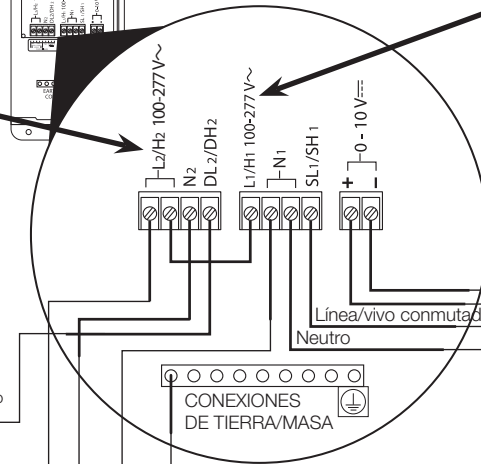 L2/H2 100-277 V~
N2
DL2/DH2
L1/H1 100-277 V~
N1
SL1/SH1
0 - 10 V
+
−
Línea/vivo conmutad
Neutro
CONEXIONES
DE TIERRA/MASA